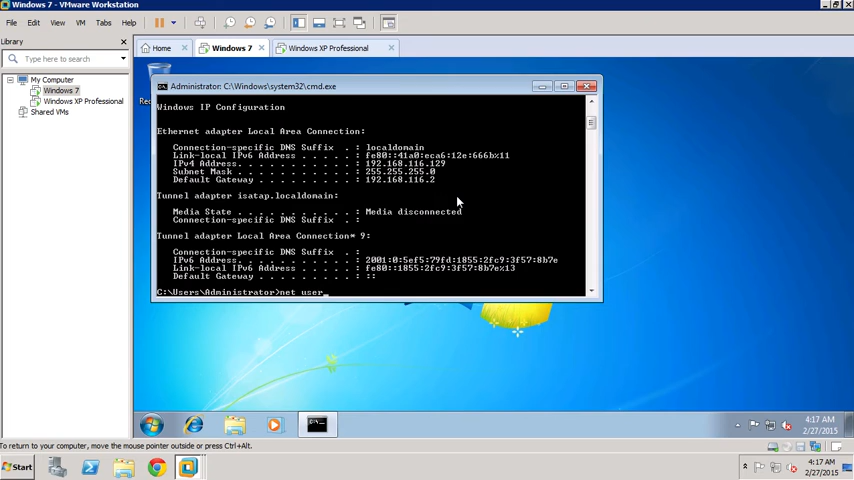 Windows 7 - VMware Workstation
File Edit View VM Tabs Help
Library
Type here to search
My Computer
Windows 7
Windows XP Professional
Shared VMs
Home
Windows 7
Windows XP Professional
Administrator: C:\Windows\system32\cmd.exe
Windows IP Configuration
Ethernet adapter Local Area Connection:
Connection-specific DNS Suffix . : localdomain
Link-local IPv6 Address . . . . . : fe80::41a0:eca6:12e:666b%11
IPv4 Address. . . . . . . . . . . : 192.168.116.129
Subnet Mask . . . . . . . . . . . : 255.255.255.0
Default Gateway . . . . . . . . . : 192.168.116.2
Tunnel adapter isatap.localdomain:
Media State . . . . . . . . . . . : Media disconnected
Connection-specific DNS Suffix . :
Tunnel adapter Local Area Connection* 9:
Connection-specific DNS Suffix . :
IPv6 Address. . . . . . . . . . . : 2001:0:5ef5:79fd:1855:2fc9:3f57:8b7e
Link-local IPv6 Address . . . . . : fe80::1855:2fc9:3f57:8b7e%13
Default Gateway . . . . . . . . . : ::
C:\Users\Administrator>net user_
4:17 AM
2/27/2015
To return to your computer, move the mouse pointer outside or press Ctrl+Alt.
Start
4:17 AM
2/27/2015